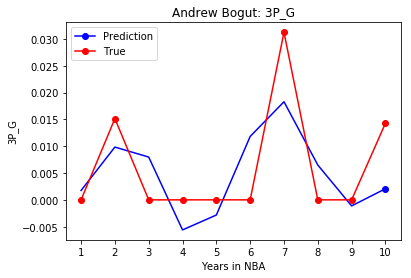 Andrew Bogut: 3P_G
Prediction
True
3P_G
0.030
0.025
0.020
0.015
0.010
0.005
0.000
−0.005
1 2 3 4 5 6 7 8 9 10
Years in NBA